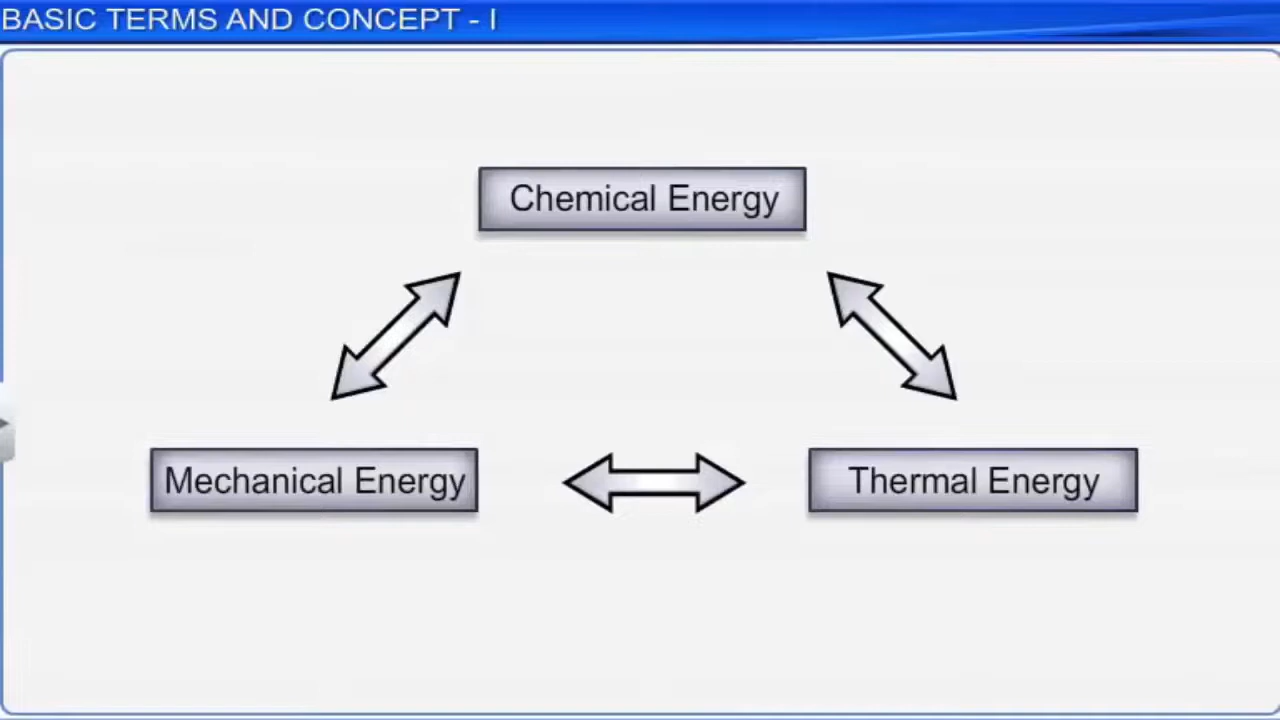 BASIC TERMS AND CONCEPT - I
Chemical Energy
Mechanical Energy
Thermal Energy